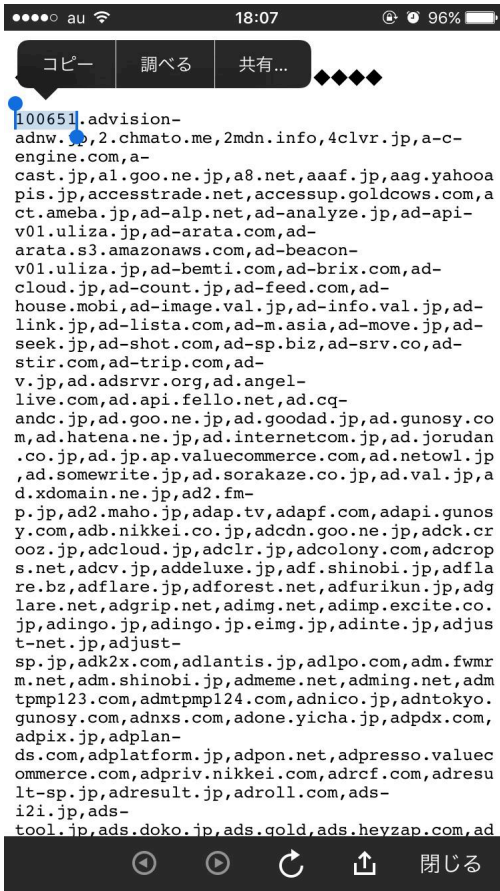 au 18:07 96%
コピー 調べる 共有...
◆◆◆◆
100651.advision-
adnw.jp,2.chmato.me,2mdn.info,4clvr.jp,a-c-
engine.com,a-
cast.jp,a1.goo.ne.jp,a8.net,aaaf.jp,aag.yahooa
pis.jp,accesstrade.net,accessup.goldcows.com,a
ct.ameba.jp,ad-alp.net,ad-analyze.jp,ad-api-
v01.uliza.jp,ad-arata.com,ad-
arata.s3.amazonaws.com,ad-beacon-
v01.uliza.jp,ad-bemti.com,ad-brix.com,ad-
cloud.jp,ad-count.jp,ad-feed.com,ad-
house.mobi,ad-image.val.jp,ad-info.val.jp,ad-
link.jp,ad-lista.com,ad-m.asia,ad-move.jp,ad-
seek.jp,ad-shot.com,ad-sp.biz,ad-srv.co,ad-
stir.com,ad-trip.com,ad-
v.jp,ad.adsrvr.org,ad.angel-
live.com,ad.api.fello.net,ad.cq-
andc.jp,ad.goo.ne.jp,ad.goodad.jp,ad.gunosy.co
m,ad.hatena.ne.jp,ad.internetcom.jp,ad.jorudan
.co.jp,ad.jp.ap.valuecommerce.com,ad.netowl.jp
,ad.somewrite.jp,ad.sorakaze.co.jp,ad.val.jp,a
d.xdomain.ne.jp,ad2.fm-
p.jp,ad2.maho.jp,adap.tv,adapf.com,adapi.gunos
y.com,adb.nikkei.co.jp,adcdn.goo.ne.jp,adck.cr
ooz.jp,adcloud.jp,adclr.jp,adcolony.com,adcrop
s.net,adcv.jp,addeluxe.jp,adf.shinobi.jp,adfla
re.bz,adflare.jp,adforest.net,adfurikun.jp,adg
lare.net,adgrip.net,adimg.net,adimp.excite.co.
jp,adingo.jp,adingo.jp.eimg.jp,adinte.jp,adjus
t-net.jp,adjust-
sp.jp,adk2x.com,adlantis.jp,adlpo.com,adm.fwmr
m.net,adm.shinobi.jp,admeme.net,adming.net,adm
tpmp123.com,admtpmp124.com,adnico.jp,adntokyo.
gunosy.com,adnxs.com,adone.yicha.jp,adpdx.com,
adpix.jp,adplan-
ds.com,adplatform.jp,adpon.net,adpresso.valuec
ommerce.com,adpriv.nikkei.com,adrcf.com,adresu
lt-sp.jp,adresult.jp,adroll.com,ads-
i2i.jp,ads-
tool.jp,ads.doko.jp,ads.gold,ads.heyzap.com,ad
閉じる